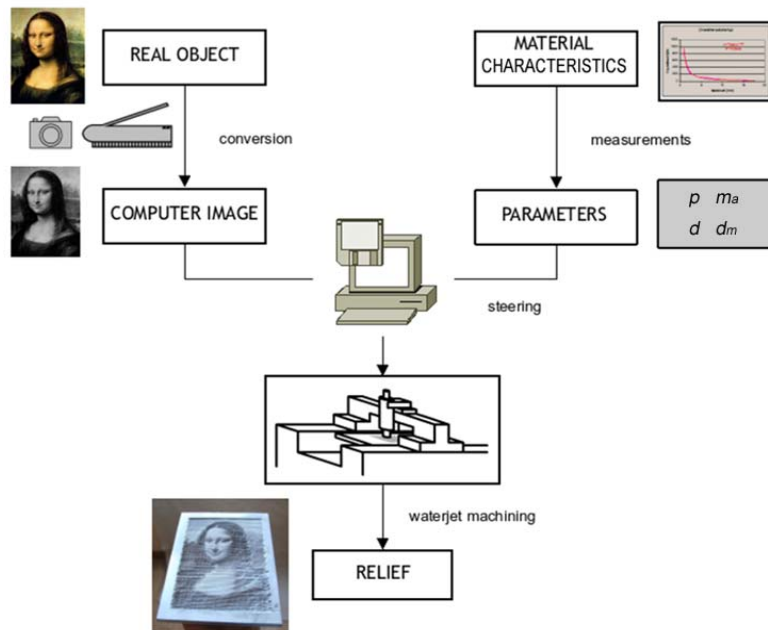 REAL OBJECT
MATERIAL
CHARACTERISTICS
conversion
measurements
COMPUTER IMAGE
PARAMETERS
p ma
d dm
steering
waterjet machining
RELIEF